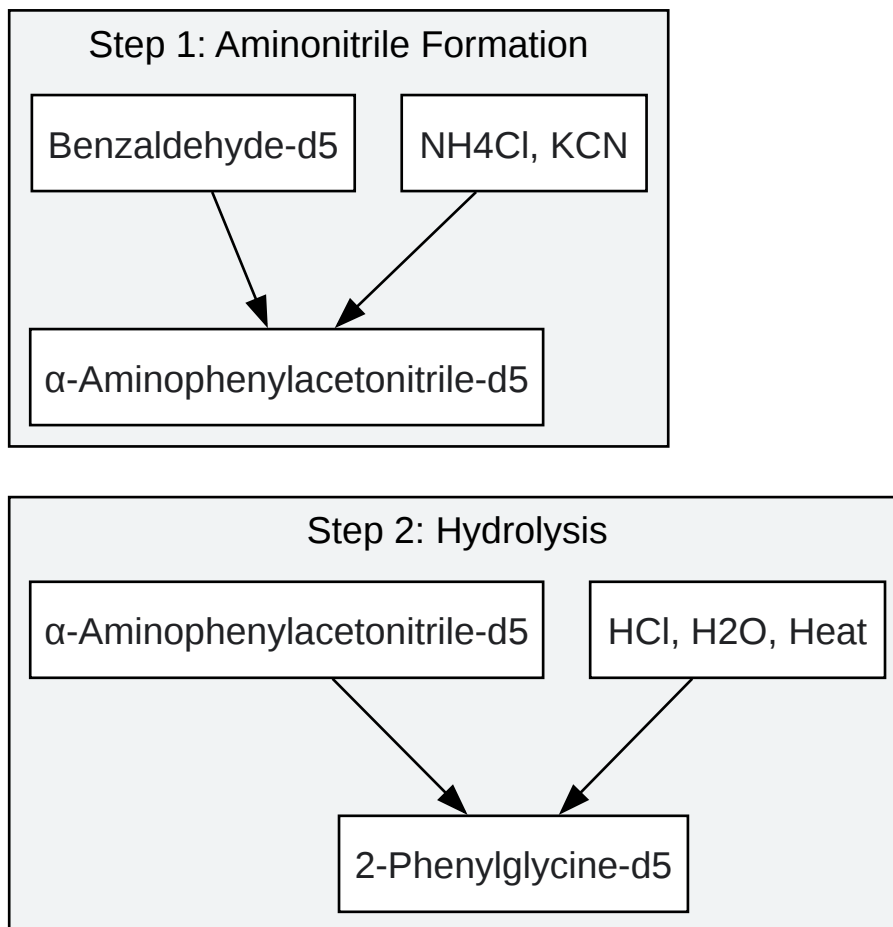 Step 1: Aminonitrile Formation
Benzaldehyde-d5
NH4Cl, KCN
α-Aminophenylacetonitrile-d5
Step 2: Hydrolysis
α-Aminophenylacetonitrile-d5
HCl, H2O, Heat
2-Phenylglycine-d5